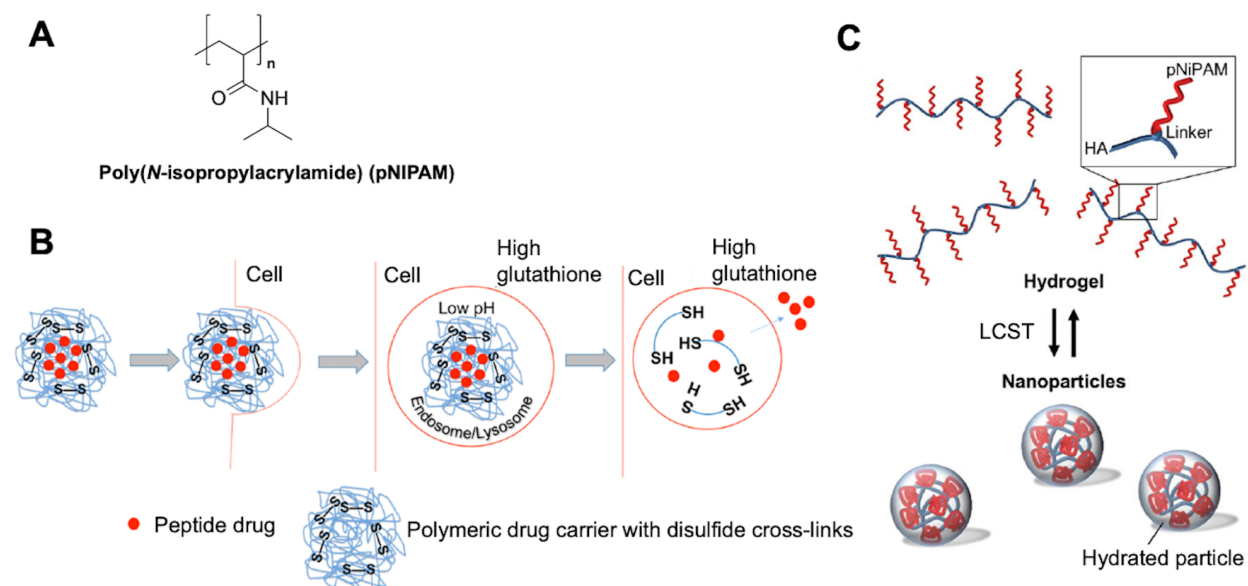 A
n
O
NH
Poly(N-isopropylacrylamide) (pNIPAM)
B
Cell
S
S
S
S
S
S
S—S
S
S
S
S
S
S
S—S
Cell
High
glutathione
Low pH
S
S
S
S
S
S
S—S
Endosome/Lysosome
Cell
High
glutathione
SH
SH
HS
SH
H
S
SH
Peptide drug
S
S
S
S
S
S
S
S
Polymeric drug carrier with disulfide cross-links
C
pNiPAM
Linker
HA
Hydrogel
LCST
Nanoparticles
Hydrated particle